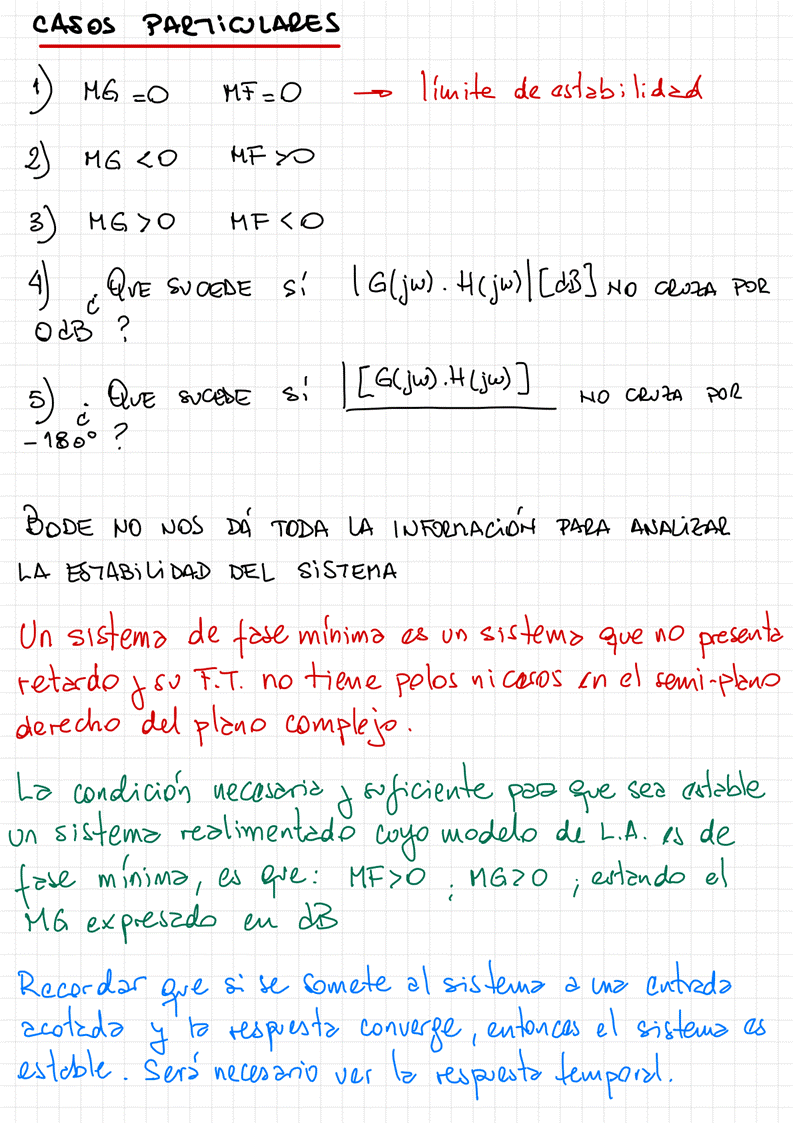 CASOS PARTICULARES
1) MG = 0 MF = 0 → límite de estabilidad
2) MG < 0 MF > 0
3) MG > 0 MF < 0
4) ¿QUE SUCEDE SÍ |G(jw). H(jw)|[dB] NO CRUZA POR
0 dB ?
5) ¿QUE SUCEDE SÍ |[G(jw).H(jw)] NO CRUZA POR
-180° ?
BODE NO NOS DÁ TODA LA INFORMACIÓN PARA ANALIZAR
LA ESTABILIDAD DEL SISTEMA
Un sistema de fase mínima es un sistema que no presenta
retardo y su F.T. no tiene polos ni ceros en el semi-plano
derecho del plano complejo.
La condición necesaria y suficiente para que sea estable
un sistema realimentado cuyo modelo de L.A. es de
fase mínima, es que: MF>0 ; MG>0 ; estando el
MG expresado en dB
Recordar que si se somete al sistema a una entrada
acotada y la respuesta converge, entonces el sistema es
estable. Será necesario ver la respuesta temporal.